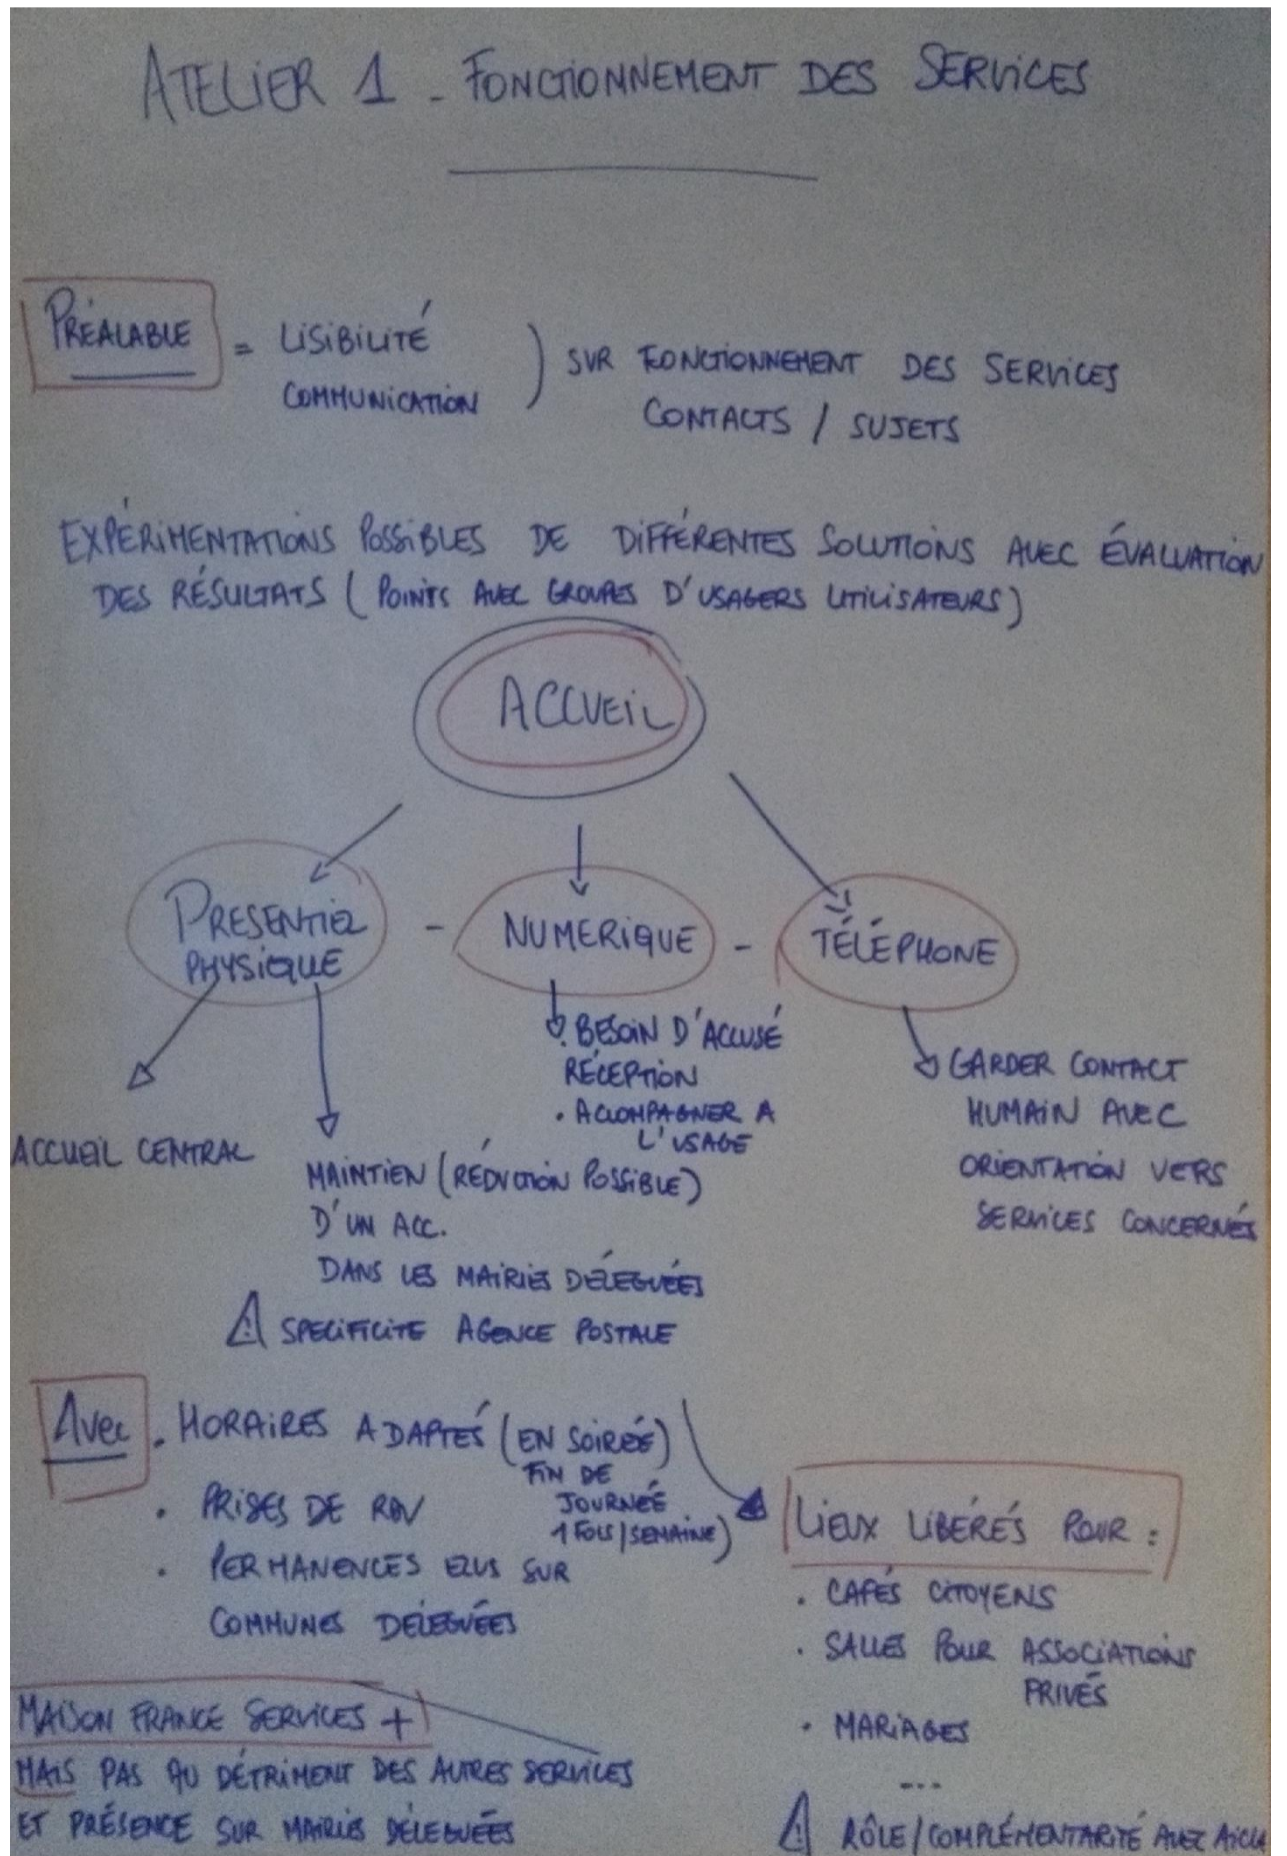 ATELIER 1 - FONCTIONNEMENT DES SERVICES
PRÉALABLE = LISIBILITÉ
COMMUNICATION
) SUR FONCTIONNEMENT DES SERVICES
CONTACTS / SUJETS
EXPÉRIMENTATIONS POSSIBLES DE DIFFÉRENTES SOLUTIONS AVEC ÉVALUATION
DES RÉSULTATS (POINTS AVEC GROUPES D'USAGERS UTILISATEURS)
ACCUEIL
PRESENTIEL
PHYSIQUE
- NUMERIQUE -
TÉLÉPHONE
ACCUEIL CENTRAL
MAINTIEN (RÉDUCTION POSSIBLE)
D'UN ACC.
DANS LES MAIRIES DÉLEGUÉES
⚠ SPECIFICITE AGENCE POSTALE
. BESOIN D'ACCUSÉ
RÉCEPTION
. ACCOMPAGNER A
L'USAGE
GARDER CONTACT
HUMAIN AVEC
ORIENTATION VERS
SERVICES CONCERNÉS
AVEC . HORAIRES ADAPTÉS (EN SOIRÉE)
FIN DE
JOURNÉE
1 FOIS/SEMAINE)
. PRISES DE RDV
. PERMANENCES ELUS SUR
COMMUNES DÉLEGUÉES
LIEUX LIBÉRÉS POUR :
. CAFÉS CITOYENS
. SALLES POUR ASSOCIATIONS
PRIVÉS
. MARIAGES
...
⚠ RÔLE/COMPLÉMENTARITÉ AVEC
MAISON FRANCE SERVICES +
MAIS PAS AU DÉTRIMENT DES AUTRES SERVICES
ET PRÉSENCE SUR MAIRIES DÉLEGUÉES